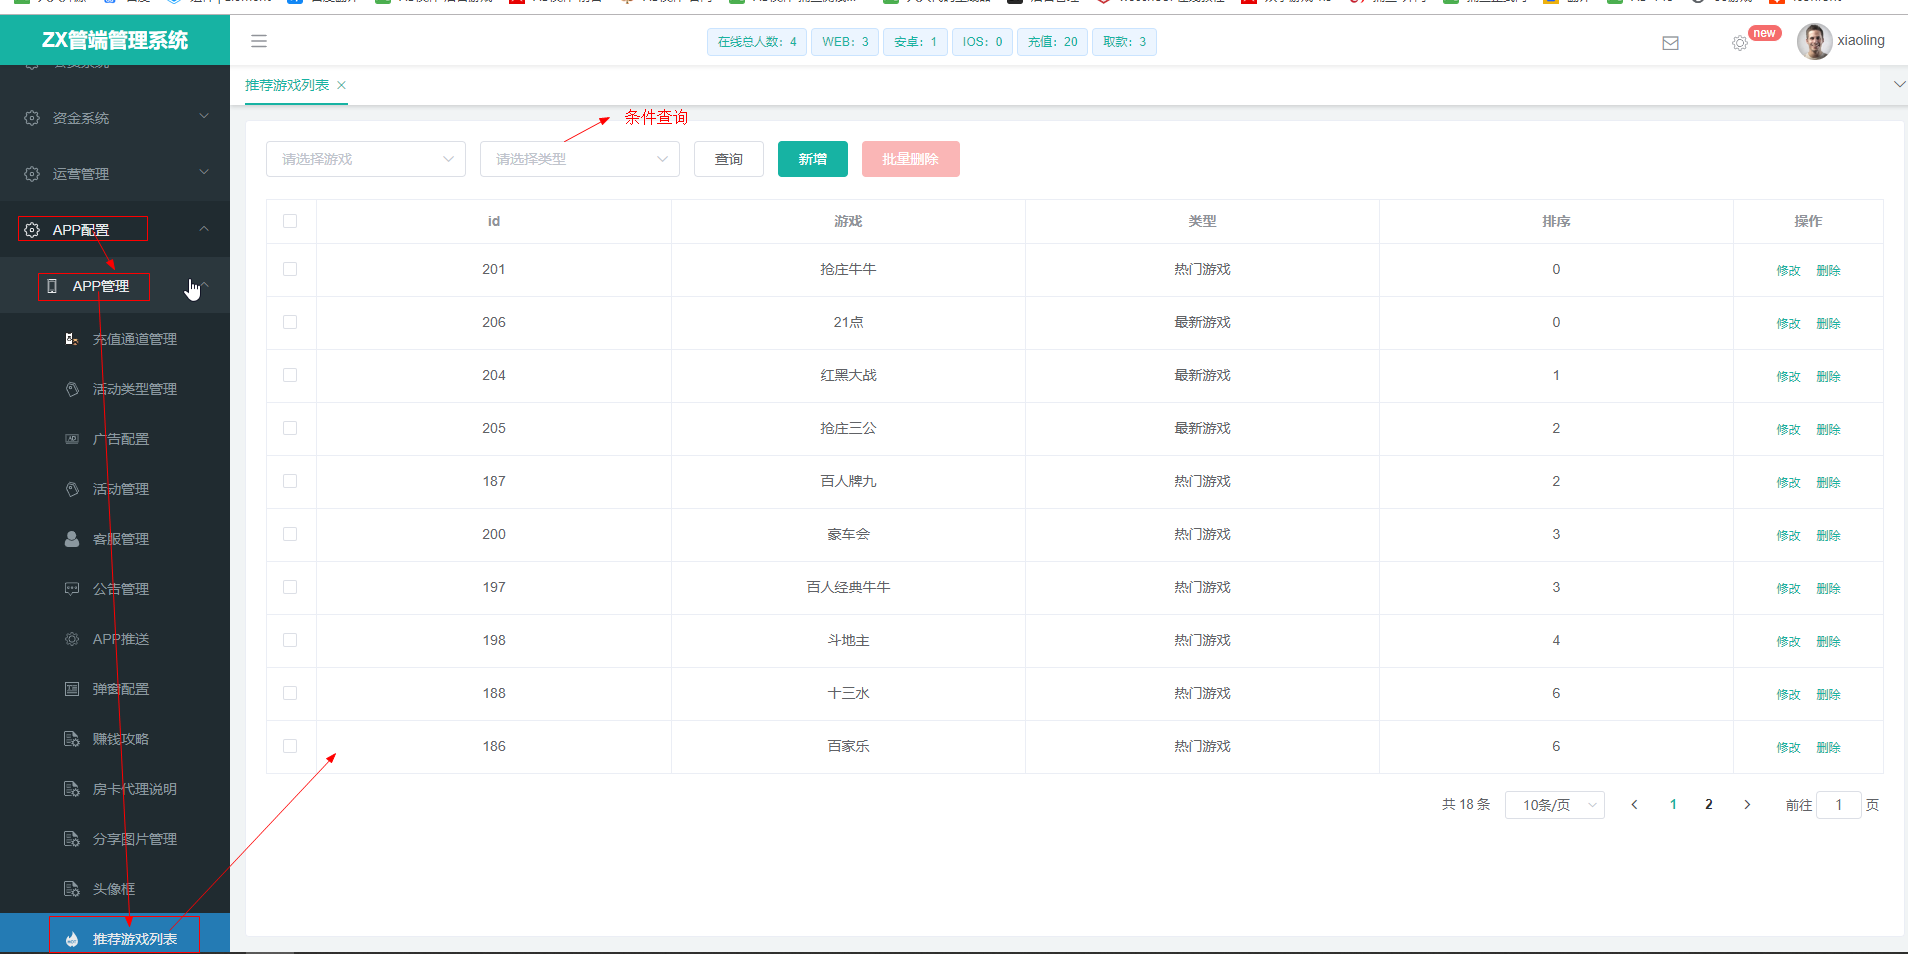 ZX管端管理系统
在线总人数: 4
WEB: 3
安卓: 1
IOS: 0
充值: 20
取款: 3
new
xiaoling
资金系统
运营管理
APP配置
APP管理
充值通道管理
活动类型管理
广告配置
活动管理
客服管理
公告管理
APP推送
弹窗配置
赚钱攻略
房卡代理说明
分享图片管理
头像框
推荐游戏列表
推荐游戏列表
条件查询
请选择游戏
请选择类型
查询
新增
批量删除
id 游戏 类型 排序 操作
201 抢庄牛牛 热门游戏 0 修改 删除
206 21点 最新游戏 0 修改 删除
204 红黑大战 最新游戏 1 修改 删除
205 抢庄三公 最新游戏 2 修改 删除
187 百人牌九 热门游戏 2 修改 删除
200 豪车会 热门游戏 3 修改 删除
197 百人经典牛牛 热门游戏 3 修改 删除
198 斗地主 热门游戏 4 修改 删除
188 十三水 热门游戏 6 修改 删除
186 百家乐 热门游戏 6 修改 删除
共 18 条 10条/页 1 2 前往 1 页